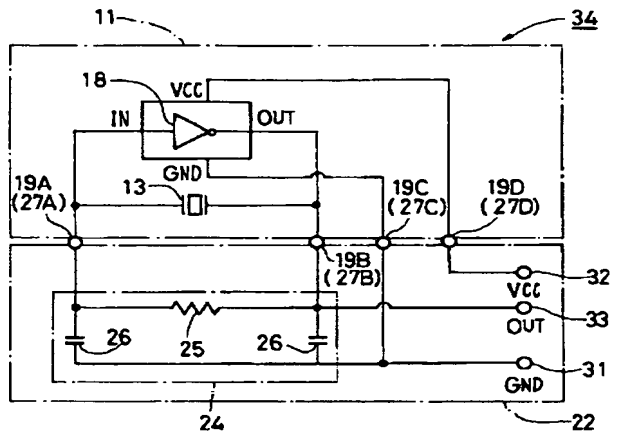 11
34
18
VCC
IN
OUT
GND
13
19A
(27A)
19B
(27B)
19C
(27C)
19D
(27D)
32
VCC
33
OUT
26
25
26
31
GND
24
22